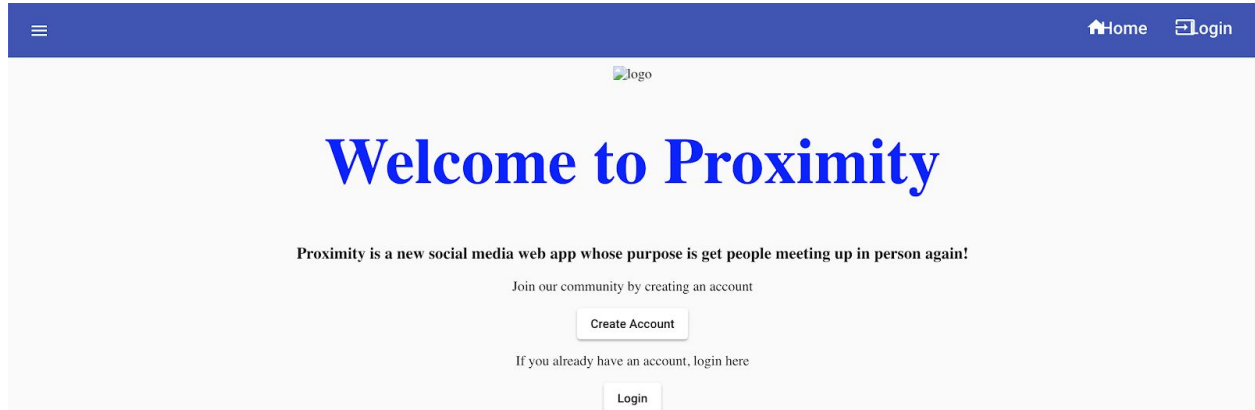 Home Login
logo
Welcome to Proximity
Proximity is a new social media web app whose purpose is get people meeting up in person again!
Join our community by creating an account
Create Account
If you already have an account, login here
Login